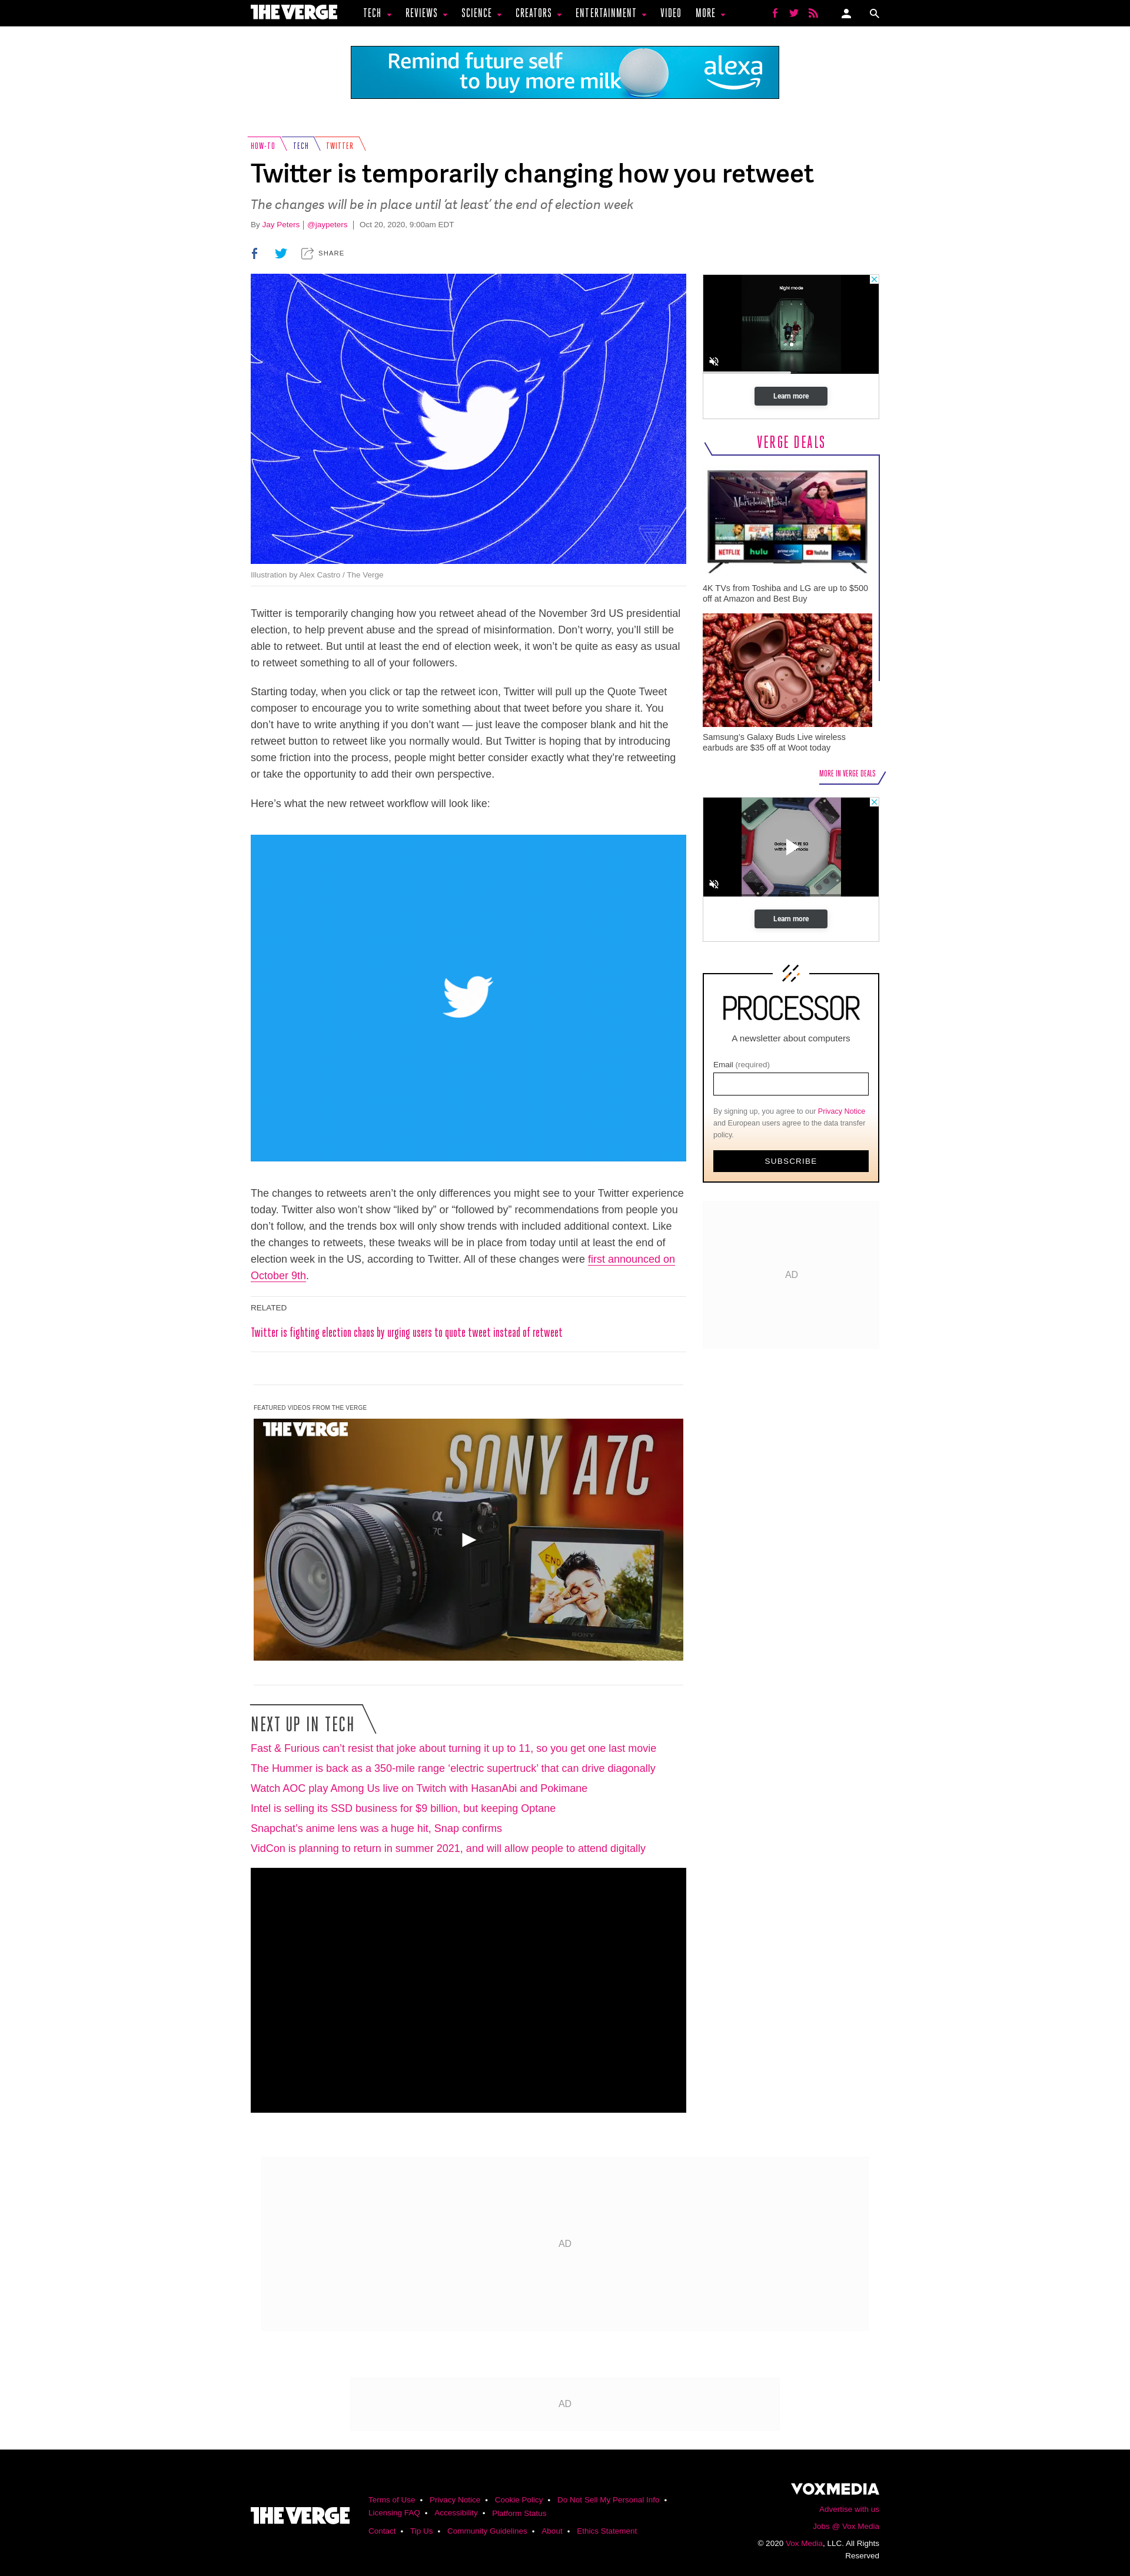 THE VERGE
TECH REVIEWS SCIENCE CREATORS ENTERTAINMENT VIDEO MORE
Remind future self
to buy more milk
alexa
HOW-TO TECH TWITTER
Twitter is temporarily changing how you retweet
The changes will be in place until ‘at least’ the end of election week
By Jay Peters | @jaypeters | Oct 20, 2020, 9:00am EDT
SHARE
Illustration by Alex Castro / The Verge
Twitter is temporarily changing how you retweet ahead of the November 3rd US presidential
election, to help prevent abuse and the spread of misinformation. Don’t worry, you’ll still be
able to retweet. But until at least the end of election week, it won’t be quite as easy as usual
to retweet something to all of your followers.
Starting today, when you click or tap the retweet icon, Twitter will pull up the Quote Tweet
composer to encourage you to write something about that tweet before you share it. You
don’t have to write anything if you don’t want — just leave the composer blank and hit the
retweet button to retweet like you normally would. But Twitter is hoping that by introducing
some friction into the process, people might better consider exactly what they’re retweeting
or take the opportunity to add their own perspective.
Here’s what the new retweet workflow will look like:
The changes to retweets aren’t the only differences you might see to your Twitter experience
today. Twitter also won’t show “liked by” or “followed by” recommendations from people you
don’t follow, and the trends box will only show trends with included additional context. Like
the changes to retweets, these tweaks will be in place from today until at least the end of
election week in the US, according to Twitter. All of these changes were first announced on
October 9th.
RELATED
Twitter is fighting election chaos by urging users to quote tweet instead of retweet
FEATURED VIDEOS FROM THE VERGE
THE VERGE
SONY A7C
α
7C
END
SONY
NEXT UP IN TECH
Fast & Furious can’t resist that joke about turning it up to 11, so you get one last movie
The Hummer is back as a 350-mile range ‘electric supertruck’ that can drive diagonally
Watch AOC play Among Us live on Twitch with HasanAbi and Pokimane
Intel is selling its SSD business for $9 billion, but keeping Optane
Snapchat’s anime lens was a huge hit, Snap confirms
VidCon is planning to return in summer 2021, and will allow people to attend digitally
Night mode
Learn more
VERGE DEALS
NETFLIX hulu prime video YouTube Disney+
4K TVs from Toshiba and LG are up to $500
off at Amazon and Best Buy
Samsung’s Galaxy Buds Live wireless
earbuds are $35 off at Woot today
MORE IN VERGE DEALS
Learn more
PROCESSOR
A newsletter about computers
Email (required)
By signing up, you agree to our Privacy Notice
and European users agree to the data transfer
policy.
SUBSCRIBE
AD
AD
AD
THE VERGE
Terms of Use • Privacy Notice • Cookie Policy • Do Not Sell My Personal Info •
Licensing FAQ • Accessibility • Platform Status
Contact • Tip Us • Community Guidelines • About • Ethics Statement
VOXMEDIA
Advertise with us
Jobs @ Vox Media
© 2020 Vox Media, LLC. All Rights
Reserved